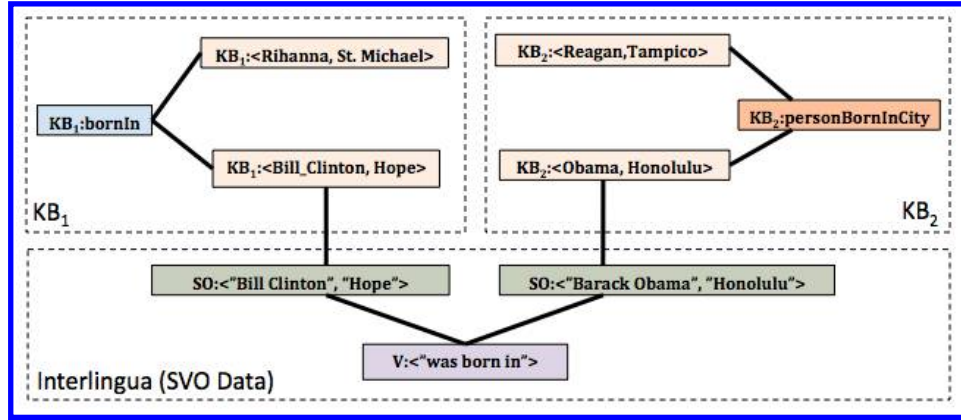 KB₁:<Rihanna, St. Michael>
KB₂:<Reagan,Tampico>
KB₁:bornIn
KB₂:personBornInCity
KB₁:<Bill_Clinton, Hope>
KB₂:<Obama, Honolulu>
KB₁
KB₂
SO:<“Bill Clinton”, “Hope”>
SO:<“Barack Obama”, “Honolulu”>
V:<“was born in”>
Interlingua (SVO Data)